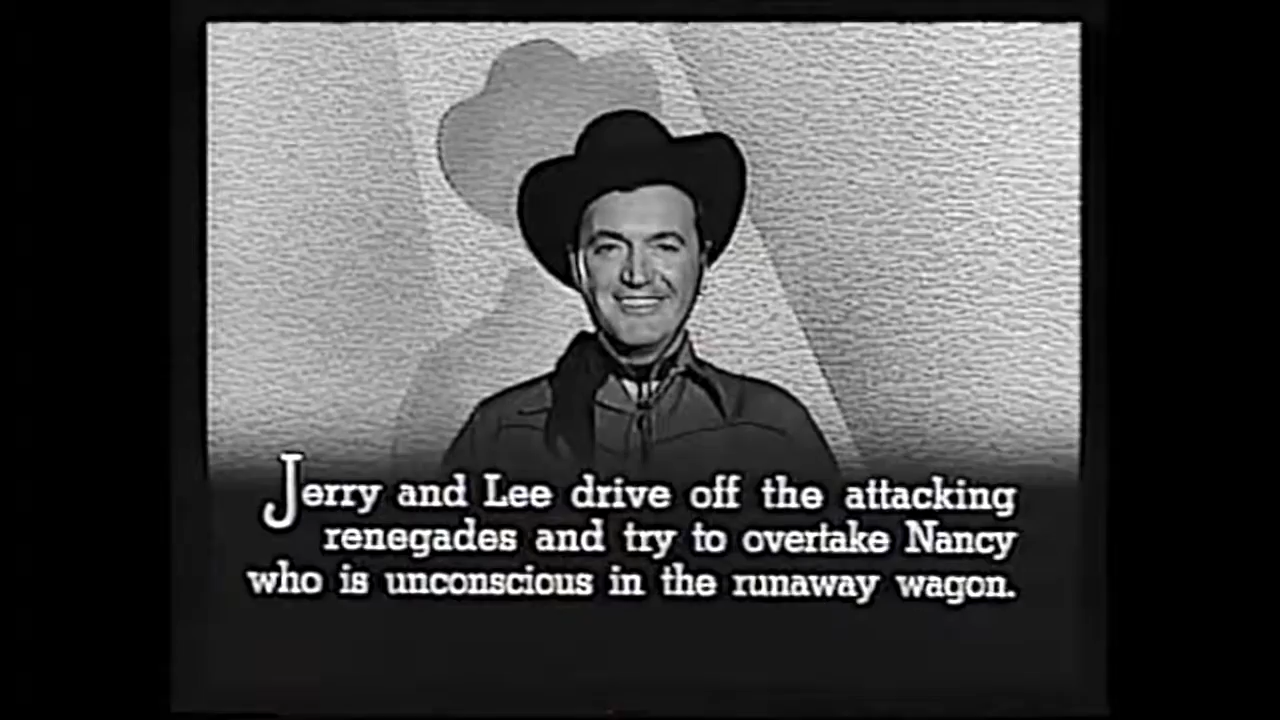 Jerry and Lee drive off the attacking
renegades and try to overtake Nancy
who is unconscious in the runaway wagon.